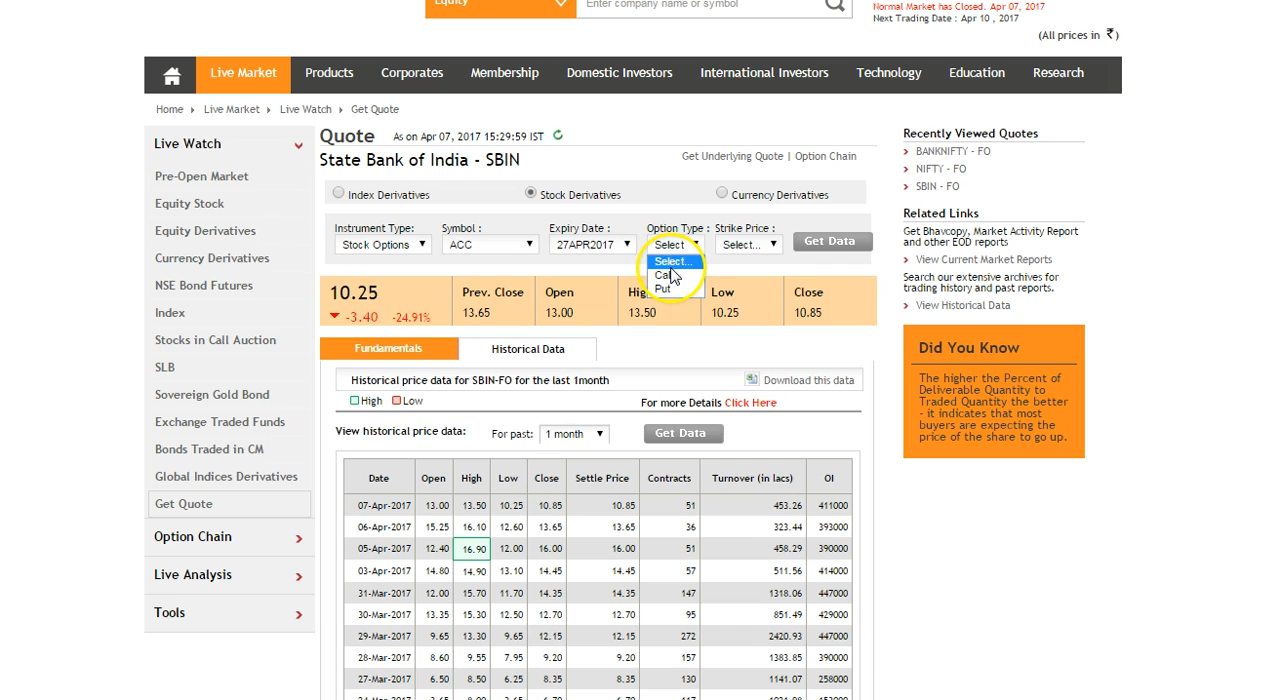 Equity
Enter company name or symbol
Normal Market has Closed. Apr 07, 2017
Next Trading Date : Apr 10 , 2017
(All prices in ₹)
Live Market Products Corporates Membership Domestic Investors International Investors Technology Education Research
Home Live Market Live Watch Get Quote
Live Watch
Pre-Open Market
Equity Stock
Equity Derivatives
Currency Derivatives
NSE Bond Futures
Index
Stocks in Call Auction
SLB
Sovereign Gold Bond
Exchange Traded Funds
Bonds Traded in CM
Global Indices Derivatives
Get Quote
Option Chain
Live Analysis
Tools
Quote As on Apr 07, 2017 15:29:59 IST
State Bank of India - SBIN
Get Underlying Quote | Option Chain
Index Derivatives Stock Derivatives Currency Derivatives
Instrument Type: Symbol : Expiry Date : Option Type : Strike Price :
Stock Options ACC 27APR2017 Select Select... Get Data
Select...
Put
10.25 Prev. Close Open Low Close
-3.40 -24.91% 13.65 13.00 13.50 10.25 10.85
Fundamentals Historical Data
Historical price data for SBIN-FO for the last 1month Download this data
High Low For more Details Click Here
View historical price data: For past: 1 month Get Data
Date Open High Low Close Settle Price Contracts Turnover (in lacs) OI
07-Apr-2017 13.00 13.50 10.25 10.85 10.85 51 453.26 411000
06-Apr-2017 15.25 16.10 12.60 13.65 13.65 36 323.44 393000
05-Apr-2017 12.40 16.90 12.00 16.00 16.00 51 458.29 390000
03-Apr-2017 14.80 14.90 13.10 14.45 14.45 57 511.56 414000
31-Mar-2017 12.00 15.70 11.70 14.35 14.35 147 1318.06 447000
30-Mar-2017 13.35 15.30 12.50 12.70 12.70 95 851.49 429000
29-Mar-2017 9.65 13.30 9.65 12.15 12.15 272 2420.93 447000
28-Mar-2017 8.60 9.55 7.95 9.20 9.20 157 1383.85 390000
27-Mar-2017 6.50 8.50 6.25 8.35 8.35 130 1141.07 258000
Recently Viewed Quotes
BANKNIFTY - FO
NIFTY - FO
SBIN - FO
Related Links
Get Bhavcopy, Market Activity Report
and other EOD reports
View Current Market Reports
Search our extensive archives for
trading history and past reports.
View Historical Data
Did You Know
The higher the Percent of
Deliverable Quantity to
Traded Quantity the better
- it indicates that most
buyers are expecting the
price of the share to go up.